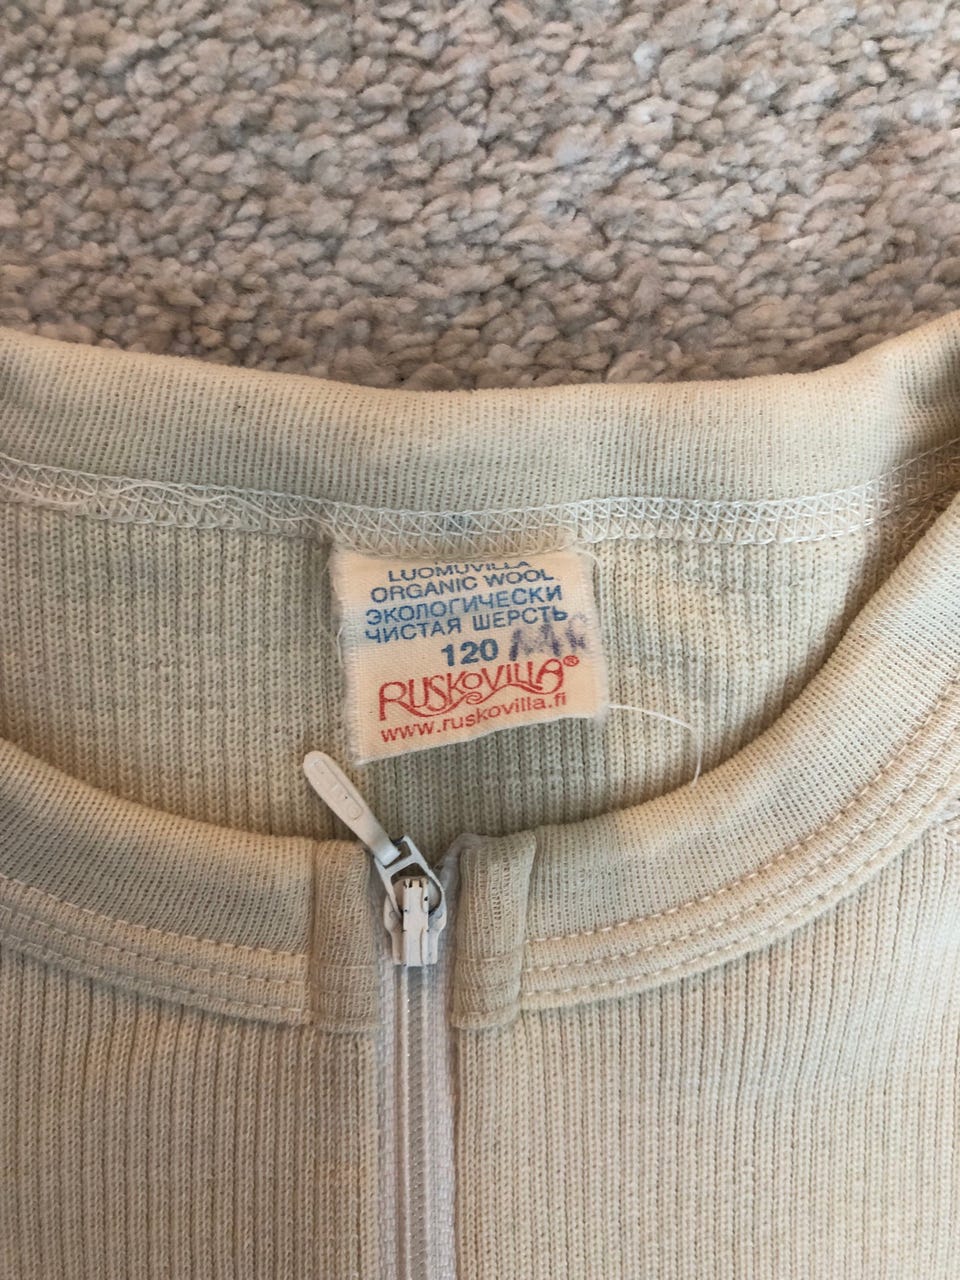 LUOMUVILLA
ORGANIC WOOL
ЭКОЛОГИЧЕСКИ
ЧИСТАЯ ШЕРСТЬ
120
RUSKOVILLA®
www.ruskovilla.fi